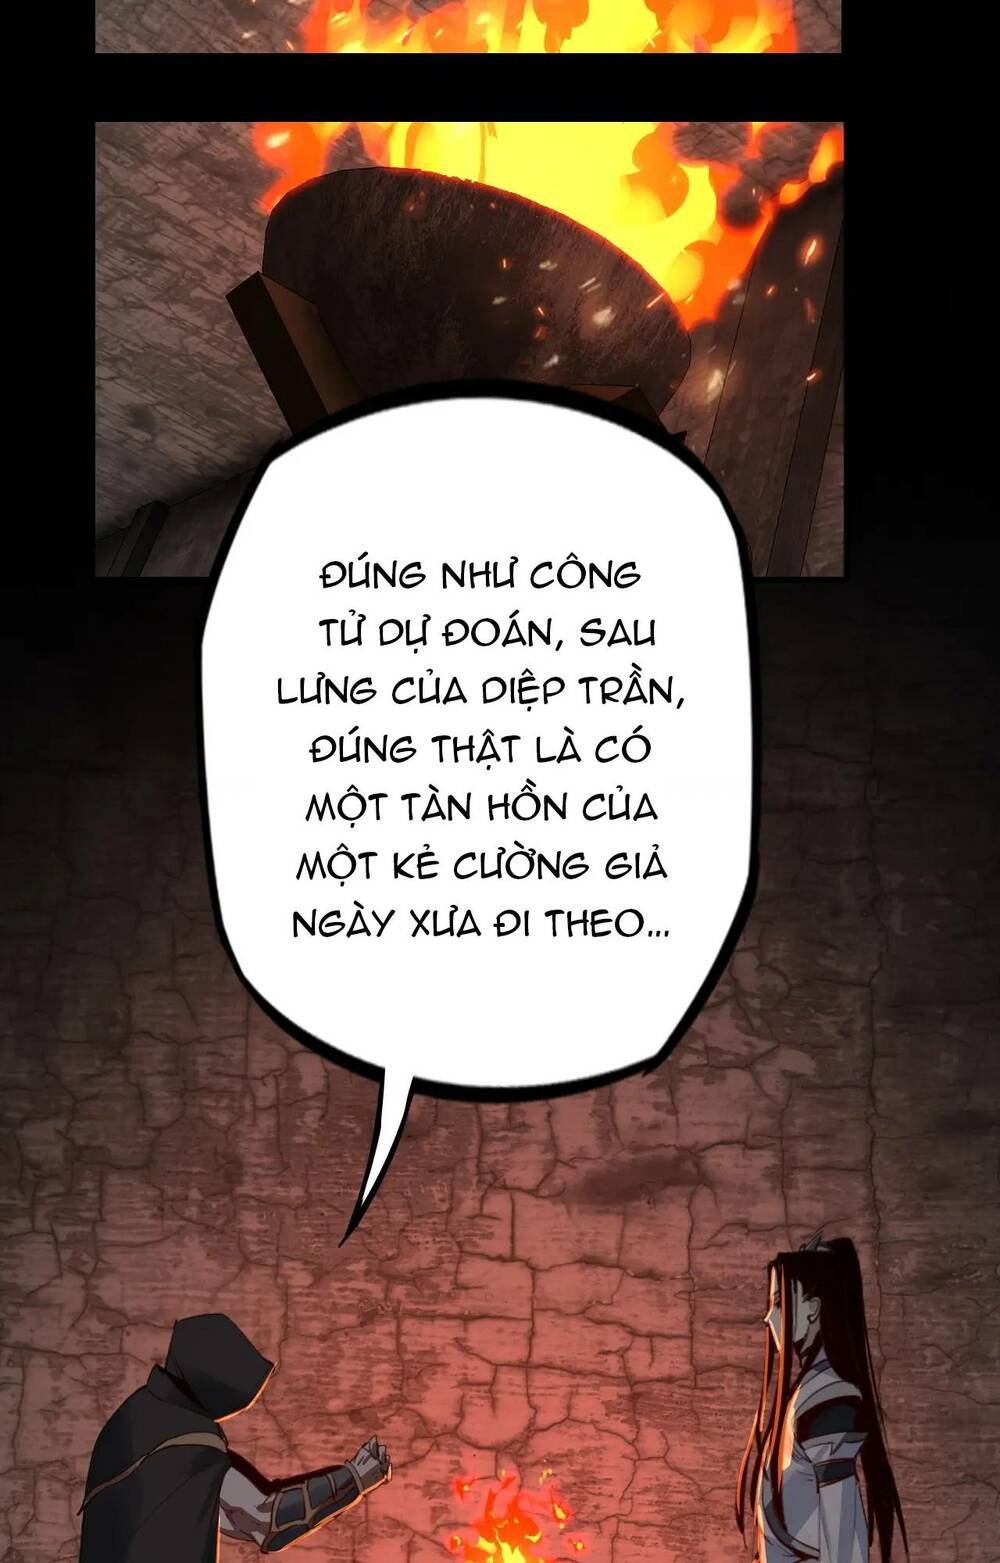 ĐÚNG NHƯ CÔNG
TỬ DỰ ĐOÁN, SAU
LƯNG CỦA DIỆP TRẦN,
ĐÚNG THẬT LÀ CÓ
MỘT TÀN HỒN CỦA
MỘT KẺ CƯỜNG GIẢ
NGÀY XƯA ĐI THEO...